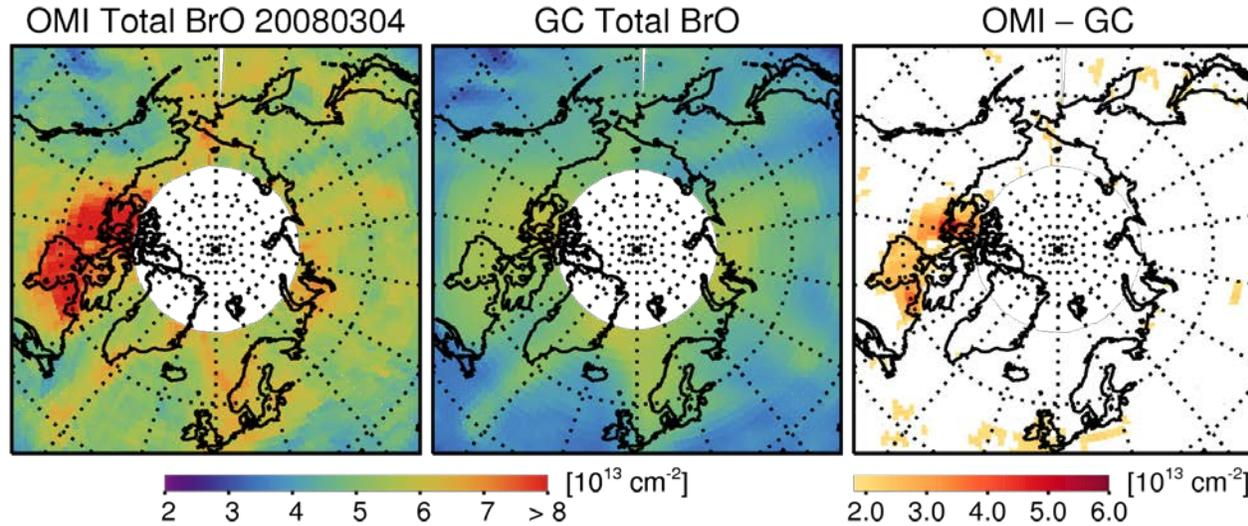 OMI Total BrO 20080304 GC Total BrO OMI – GC
2 3 4 5 6 7 > 8 [10¹³ cm⁻²] 2.0 3.0 4.0 5.0 6.0 [10¹³ cm⁻²]